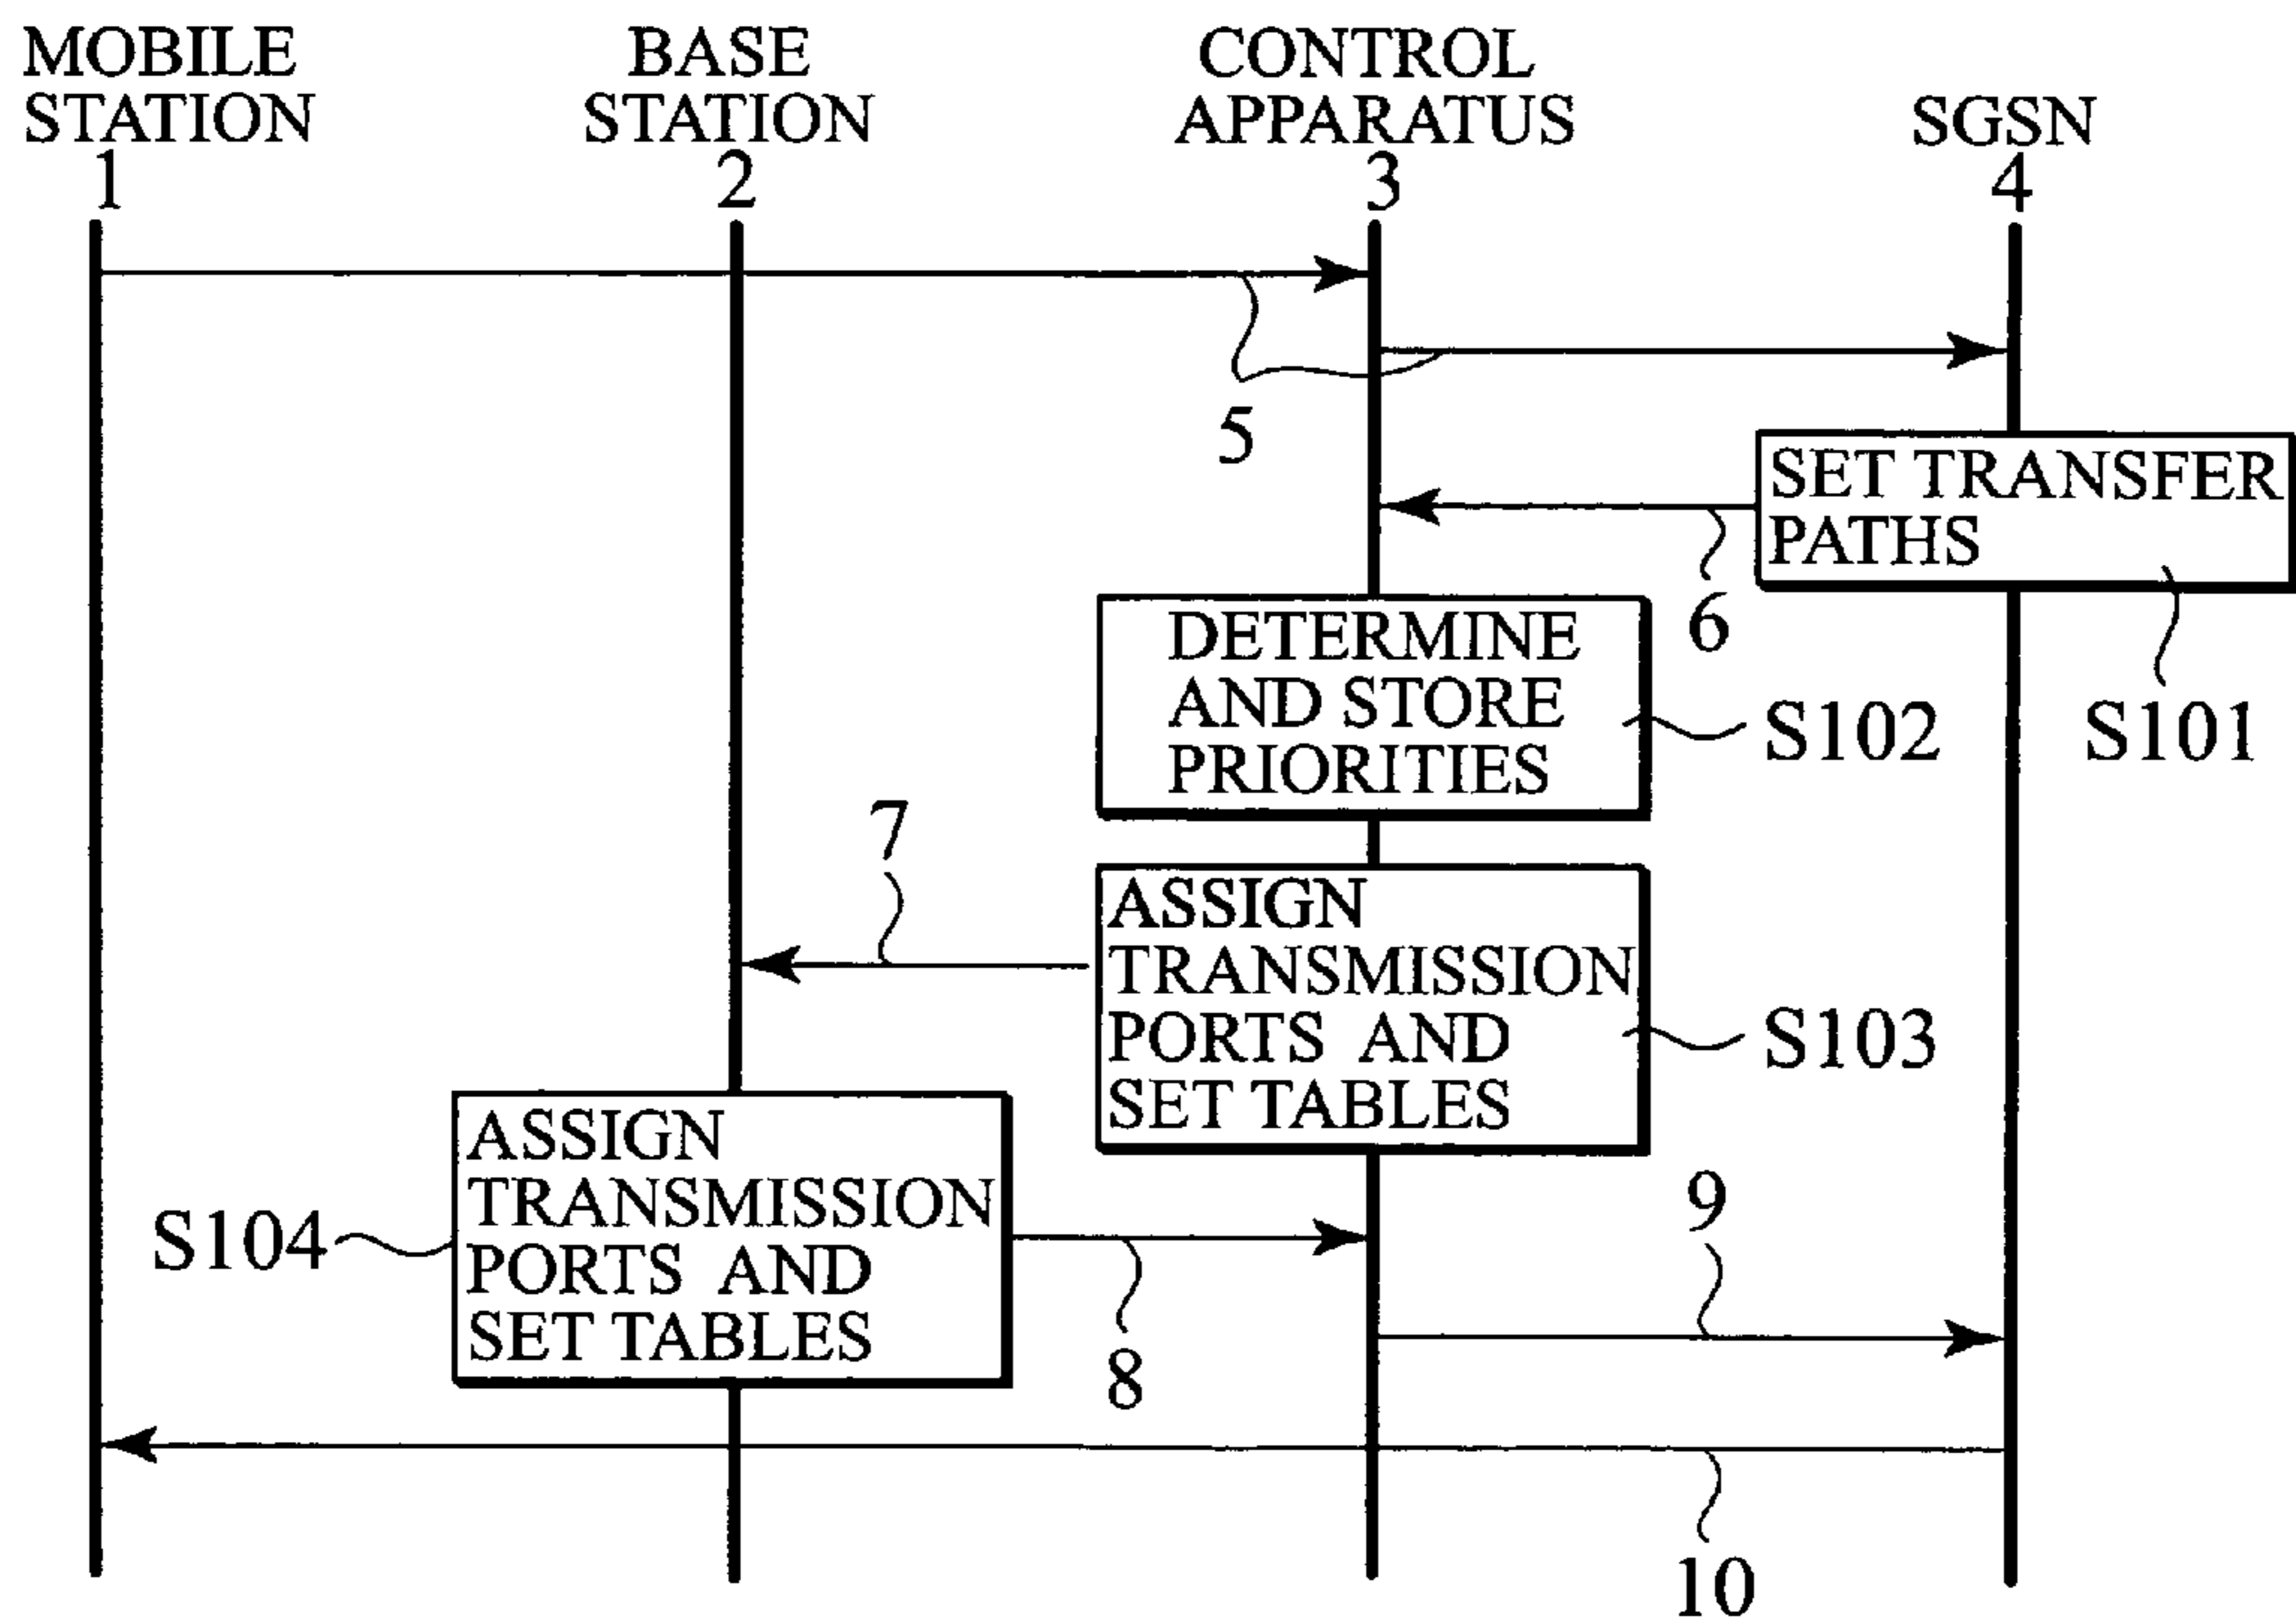 MOBILE
STATION
1
BASE
STATION
2
CONTROL
APPARATUS
3
SGSN
4
5
SET TRANSFER
PATHS
6
S101
DETERMINE
AND STORE
PRIORITIES
S102
7
ASSIGN
TRANSMISSION
PORTS AND
SET TABLES
S103
ASSIGN
TRANSMISSION
PORTS AND
SET TABLES
S104
8
9
10